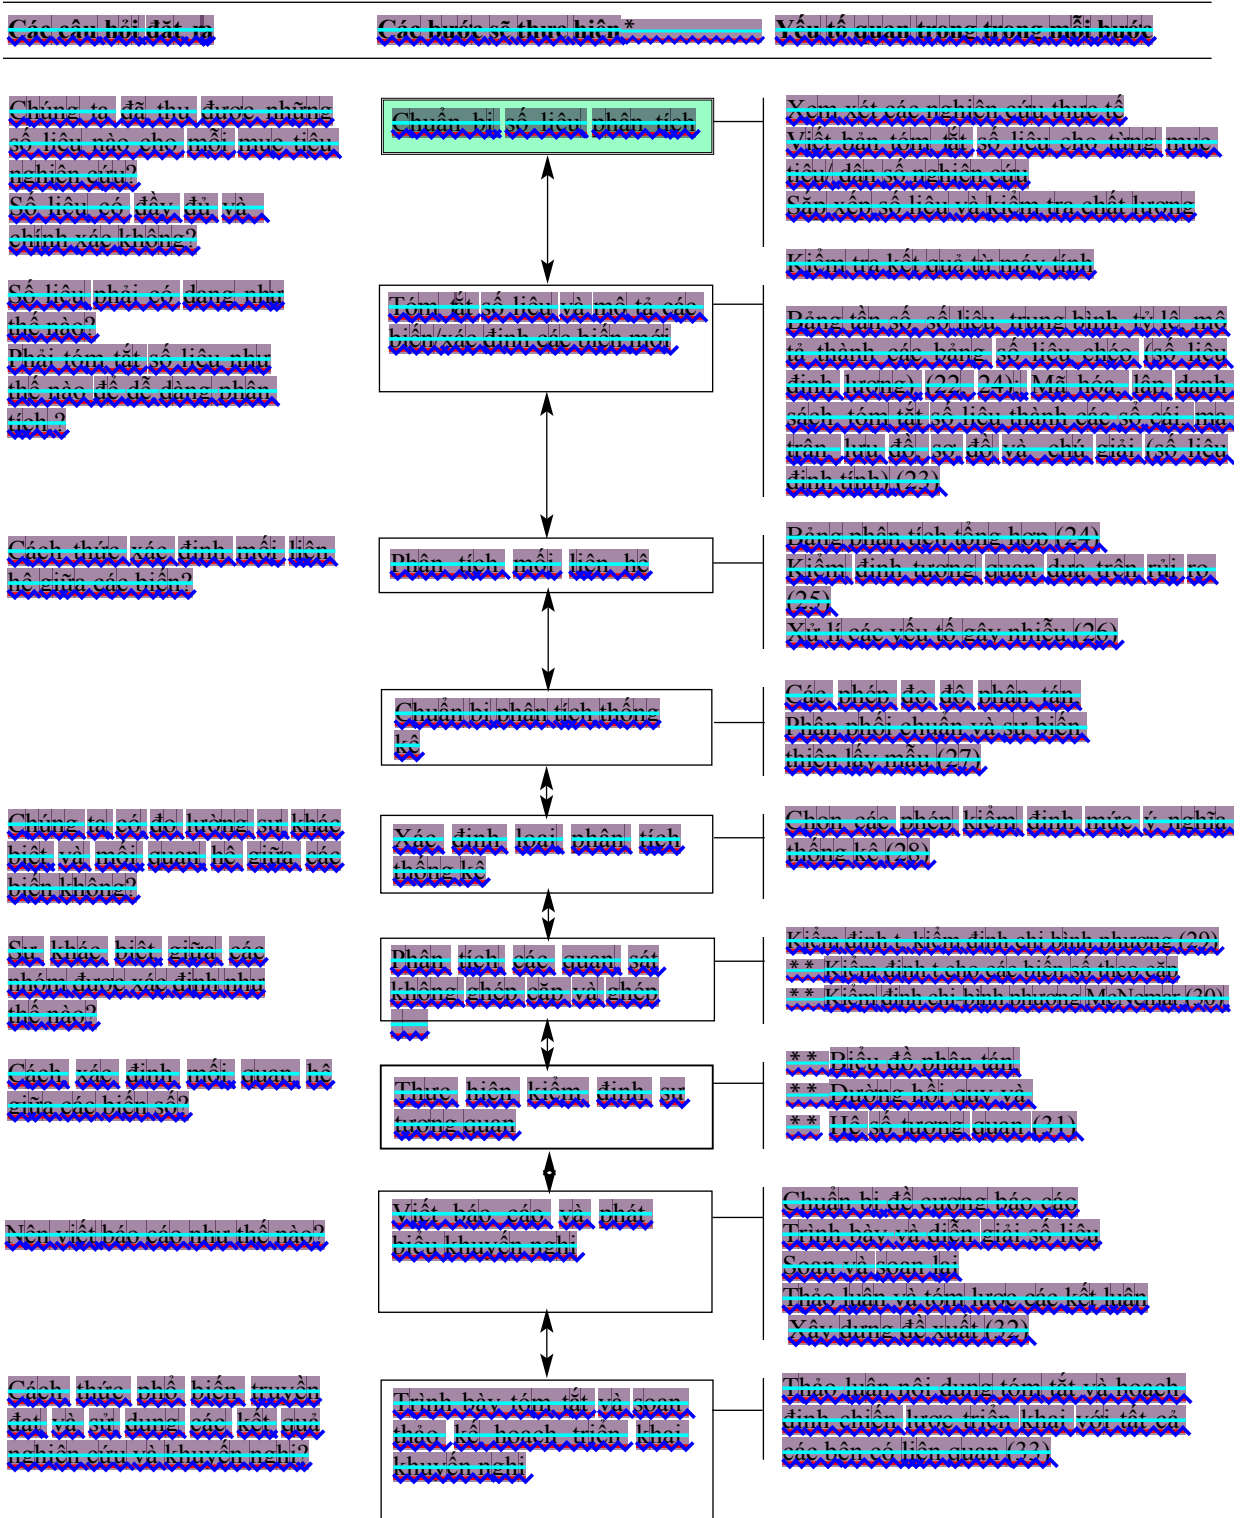 Các câu hỏi đặt ra
Các bước sẽ thực hiện *
Yếu tố quan trọng trong mỗi bước
Chúng ta đã thu được những
số liệu nào cho mỗi mục tiêu
nghiên cứu?
Số liệu có đầy đủ và
chính xác không?
Chuẩn bị số liệu phân tích
Xem xét các nghiên cứu thực tế
Viết bản tóm tắt số liệu cho từng mục
tiêu/ dân số nghiên cứu
Sắp xếp số liệu và kiểm tra chất lượng
Kiểm tra kết quả từ máy tính
Số liệu phải có dạng như
thế nào?
Phải tóm tắt số liệu như
thế nào để dễ dàng phân
tích ?
Tóm tắt số liệu và mô tả các
biến/xác định các biến mới
Bảng tần số, số liệu trung bình tỷ lệ, mô
tả thành các bảng số liệu chéo (số liệu
định lượng) (22, 24); Mã hóa, lập danh
sách tóm tắt số liệu thành các sổ cái, ma
trận lưu đồ, sơ đồ và chú giải (số liệu
định tính) (23)
Cách thức xác định mối liên
hệ giữa các biến?
Phân tích mối liên hệ
Bảng phân tích tổng hợp (24)
Kiểm định tương quan dựa trên rủi ro
(25)
Xử lí các yếu tố gây nhiễu (26)
Chuẩn bị phân tích thống
kê
Các phép đo độ phân tán
Phân phối chuẩn và sự biến
thiên lấy mẫu (27)
Chúng ta có đo lường sự khác
biệt và mối quan hệ giữa các
biến không?
Xác định loại phân tích
thống kê
Chọn các phép kiểm định mức ý nghĩa
thống kê (28)
Sự khác biệt giữa các
nhóm được xác định như
thế nào?
Phân tích các quan sát
không ghép cặp và ghép
Kiểm định t, kiểm định chi bình phương (29)
** Kiểm định t cho các biến số theo cặp
** Kiểm định chi-bình phương McNemar (30)
Cách xác định mối quan hệ
giữa các biến số?
Thực hiện kiểm định sự
tương quan
** Biểu đồ phân tán
** Đường hồi quy và
** Hệ số tương quan (31)
Nên viết báo cáo như thế nào?
Viết báo cáo và phát
biểu khuyến nghị
Chuẩn bị đề cương báo cáo
Trình bày và diễn giải số liệu
Soạn và soạn lại
Thảo luận và tóm lược các kết luận
Xây dựng đề xuất (32)
Cách thức phổ biến truyền
đạt và sử dụng các kết quả
nghiên cứu và khuyến nghị?
Trình bày tóm tắt và soạn
thảo kế hoạch triển khai
khuyến nghị
Thảo luận nội dung tóm tắt và hoạch
định chiến lược triển khai với tất cả
các bên có liên quan (33)